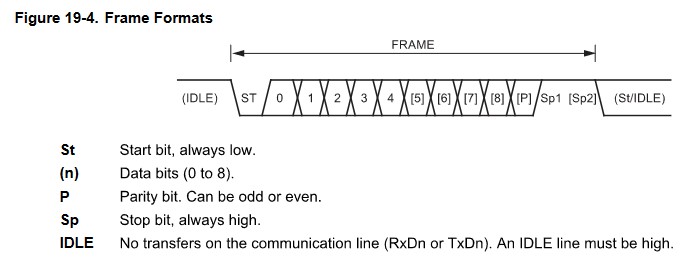 Figure 19-4. Frame Formats
FRAME
(IDLE) ST 0 1 2 3 4 [5] [6] [7] [8] [P] Sp1 [Sp2] (St/IDLE)
St Start bit, always low.
(n) Data bits (0 to 8).
P Parity bit. Can be odd or even.
Sp Stop bit, always high.
IDLE No transfers on the communication line (RxDn or TxDn). An IDLE line must be high.